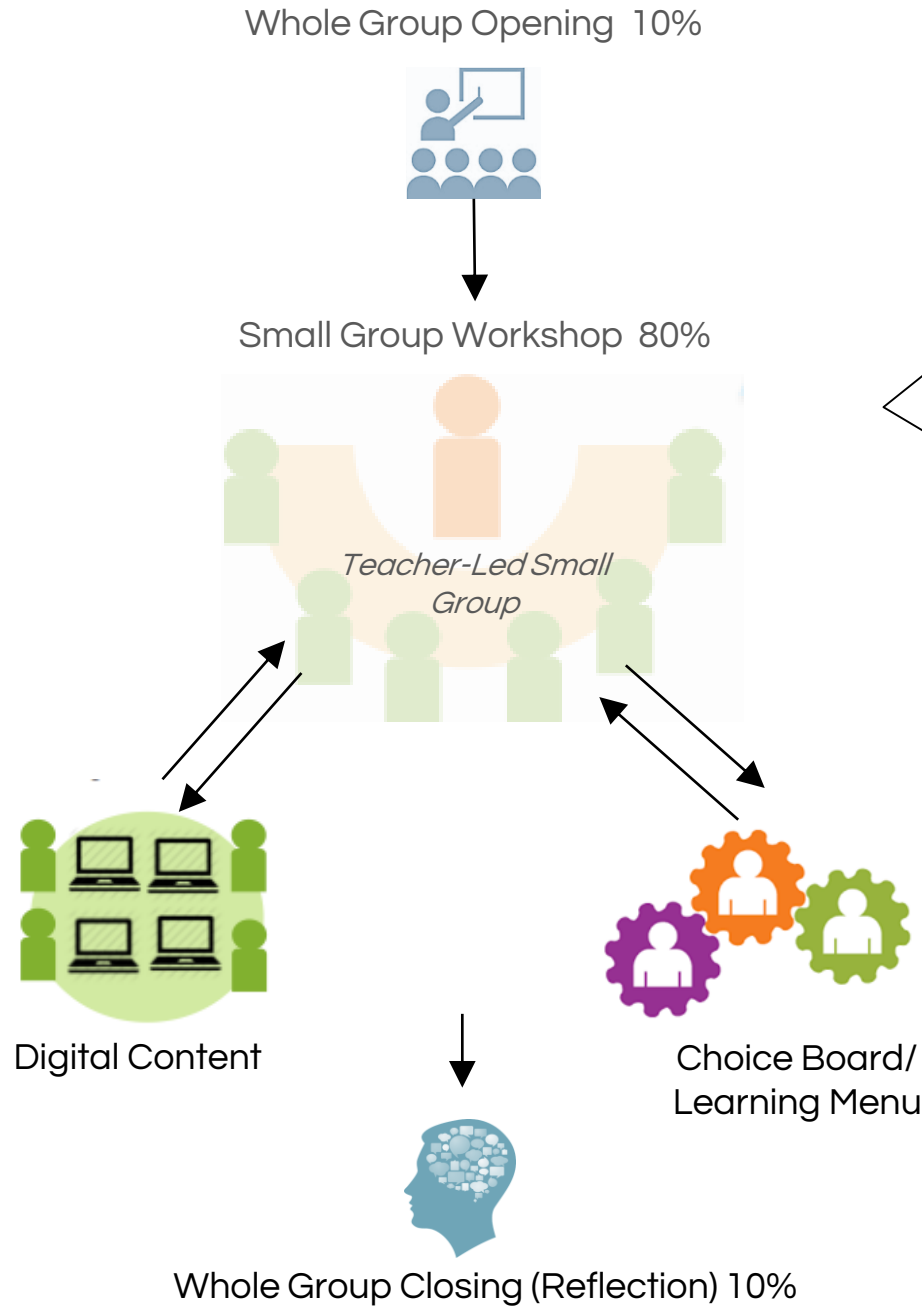 Whole Group Opening 10%
Small Group Workshop 80%
Teacher-Led Small
Group
Digital Content
Choice Board/
Learning Menu
Whole Group Closing (Reflection) 10%